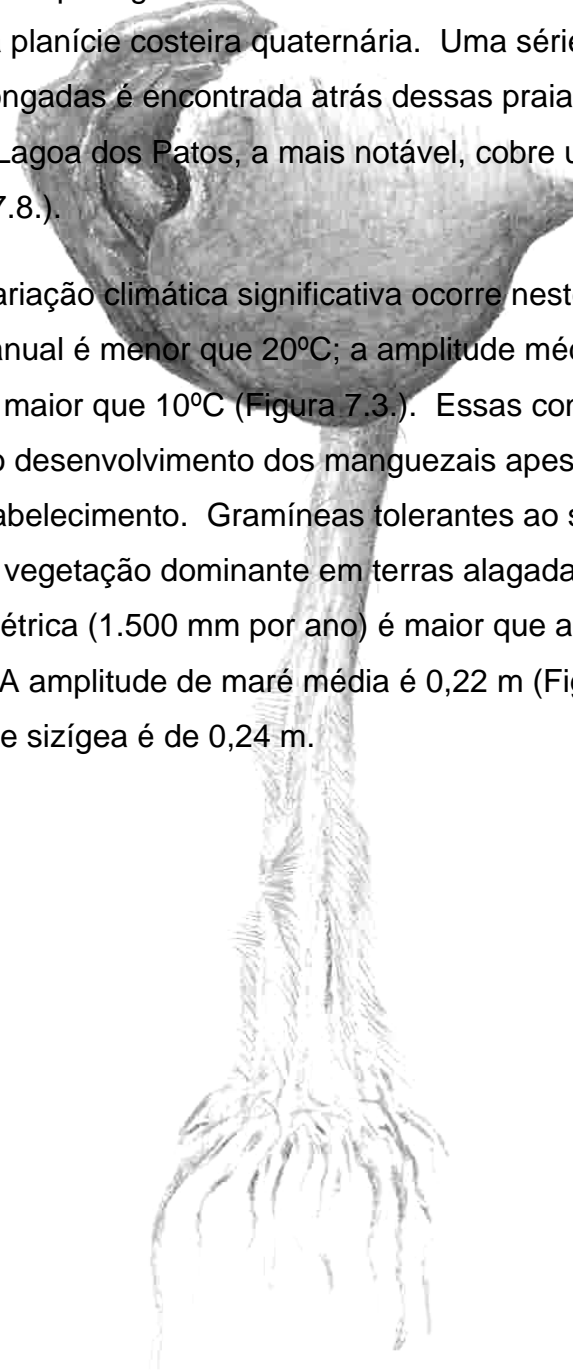 planície costeira quaternária. Uma série
ongadas é encontrada atrás dessas praia
Lagoa dos Patos, a mais notável, cobre u
7.8.).
ariação climática significativa ocorre nest
anual é menor que 20ºC; a amplitude mé
maior que 10ºC (Figura 7.3.). Essas con
o desenvolvimento dos manguezais apes
abelecimento. Gramíneas tolerantes ao s
vegetação dominante em terras alagada
étrica (1.500 mm por ano) é maior que a
A amplitude de maré média é 0,22 m (Fig
e sizígea é de 0,24 m.